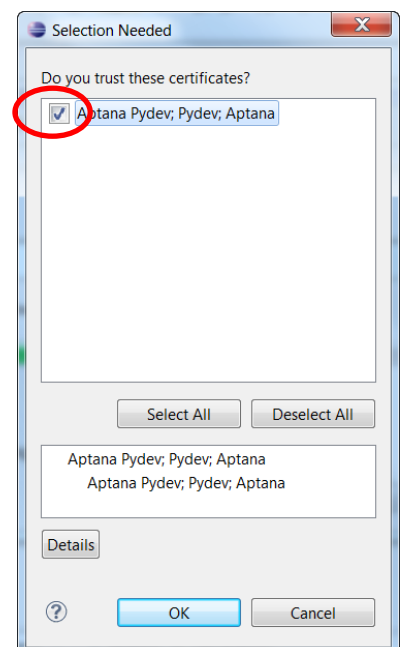 Selection Needed
Do you trust these certificates?
Aptana Pydev; Pydev; Aptana
Select All Deselect All
Aptana Pydev; Pydev; Aptana
Aptana Pydev; Pydev; Aptana
Details
? OK Cancel